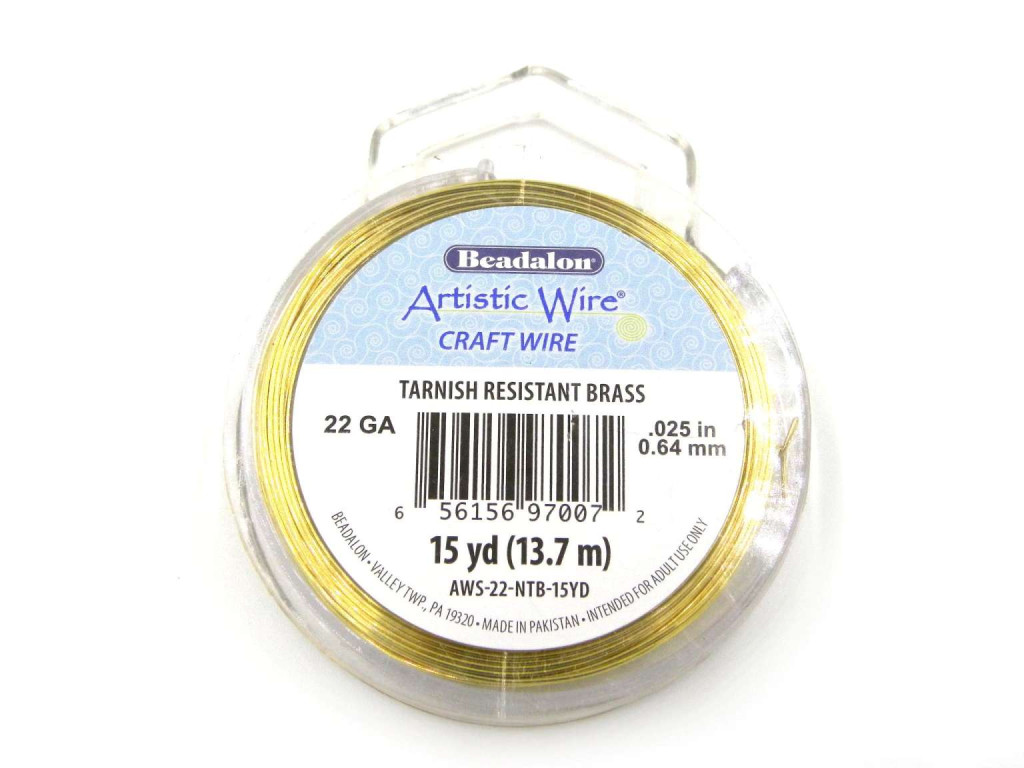 Beadalon®
Artistic Wire®
CRAFT WIRE
TARNISH RESISTANT BRASS
22 GA
.025 in
0.64 mm
6 56156 97007 2
15 yd (13.7 m)
AWS-22-NTB-15YD
BEADALON • VALLEY TWP., PA 19320 • MADE IN PAKISTAN • INTENDED FOR ADULT USE ONLY